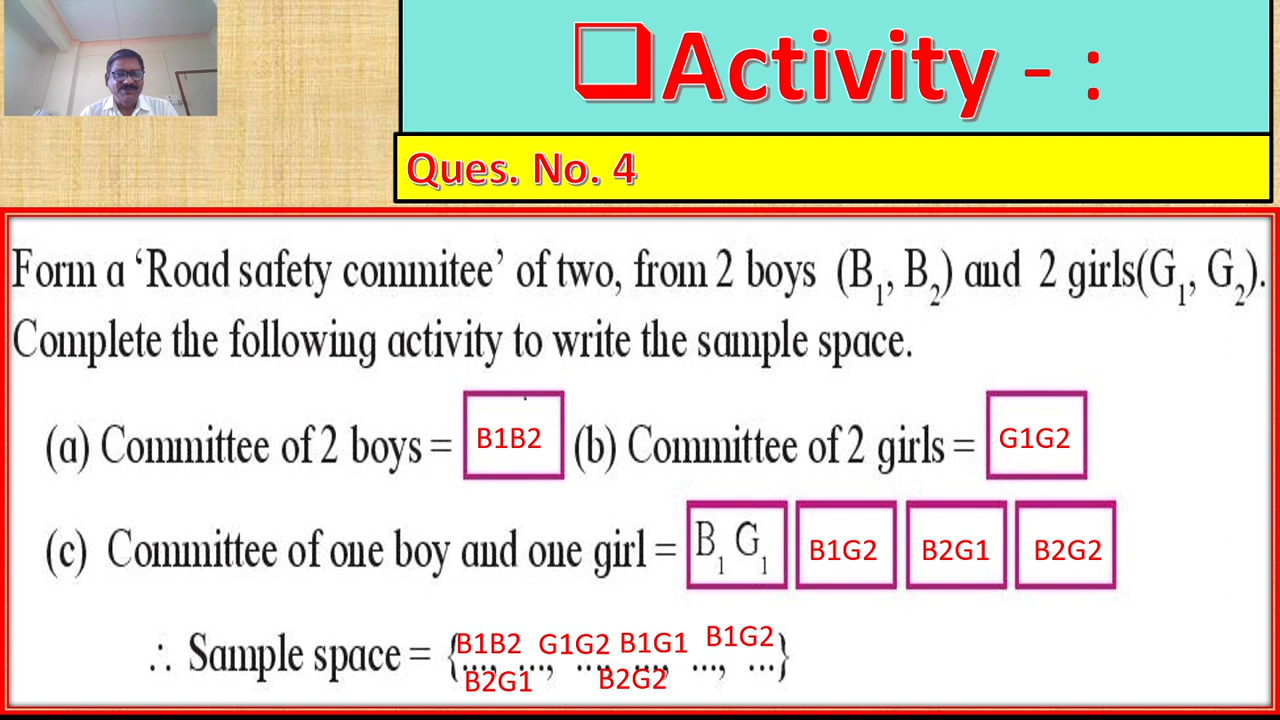 ❑Activity - :
Ques. No. 4
Form a ‘Road safety commitee’ of two, from 2 boys (B₁, B₂) and 2 girls(G₁, G₂).
Complete the following activity to write the sample space.
(a) Committee of 2 boys = B1B2 (b) Committee of 2 girls = G1G2
(c) Committee of one boy and one girl = B₁ G₁ B1G2 B2G1 B2G2
∴ Sample space = {...., ...., ...., ...., ..., ...}
B1B2 G1G2 B1G1 B1G2
B2G1 B2G2